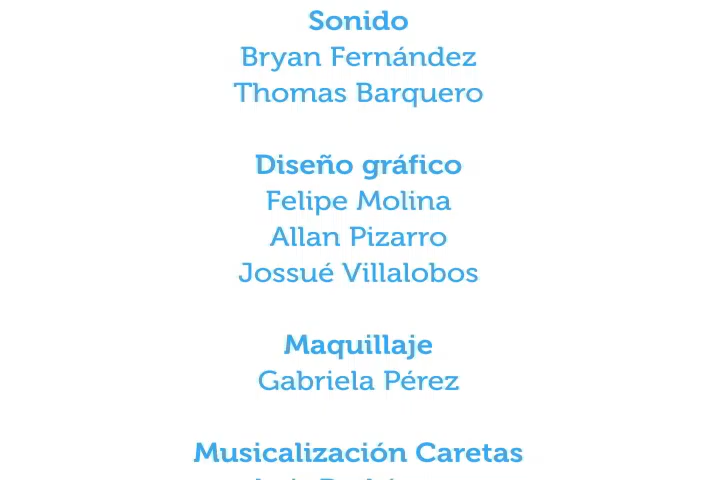 Sonido
Bryan Fernández
Thomas Barquero
Diseño gráfico
Felipe Molina
Allan Pizarro
Jossué Villalobos
Maquillaje
Gabriela Pérez
Musicalización Caretas